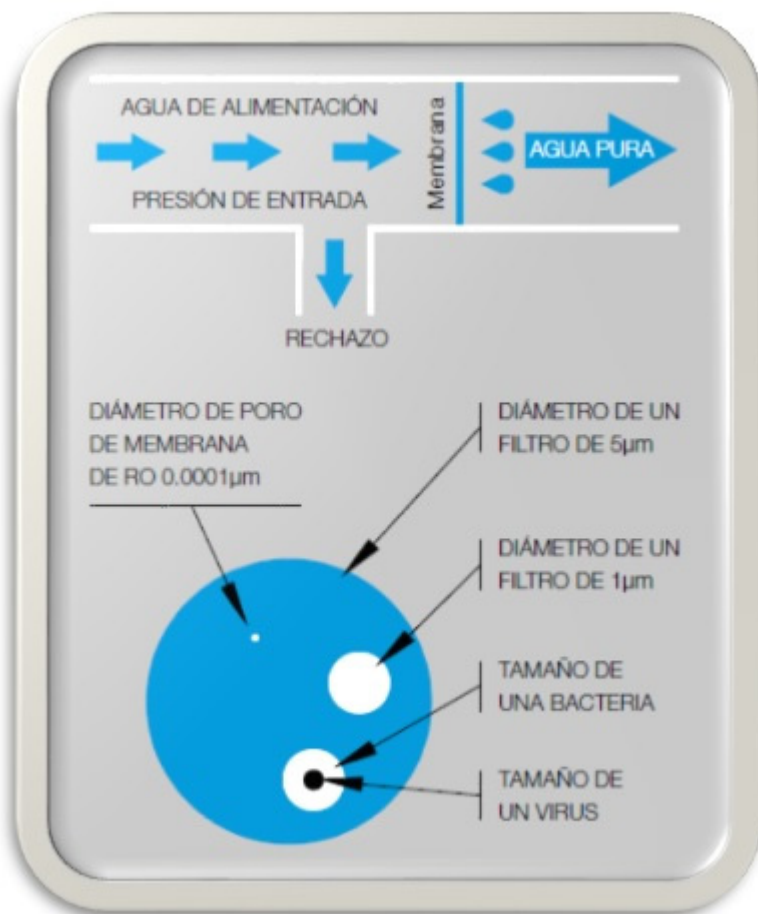 AGUA DE ALIMENTACIÓN
PRESIÓN DE ENTRADA
Membrana
AGUA PURA
RECHAZO
DIÁMETRO DE PORO
DE MEMBRANA
DE RO 0.0001µm
DIÁMETRO DE UN
FILTRO DE 5µm
DIÁMETRO DE UN
FILTRO DE 1µm
TAMAÑO DE
UNA BACTERIA
TAMAÑO DE
UN VIRUS